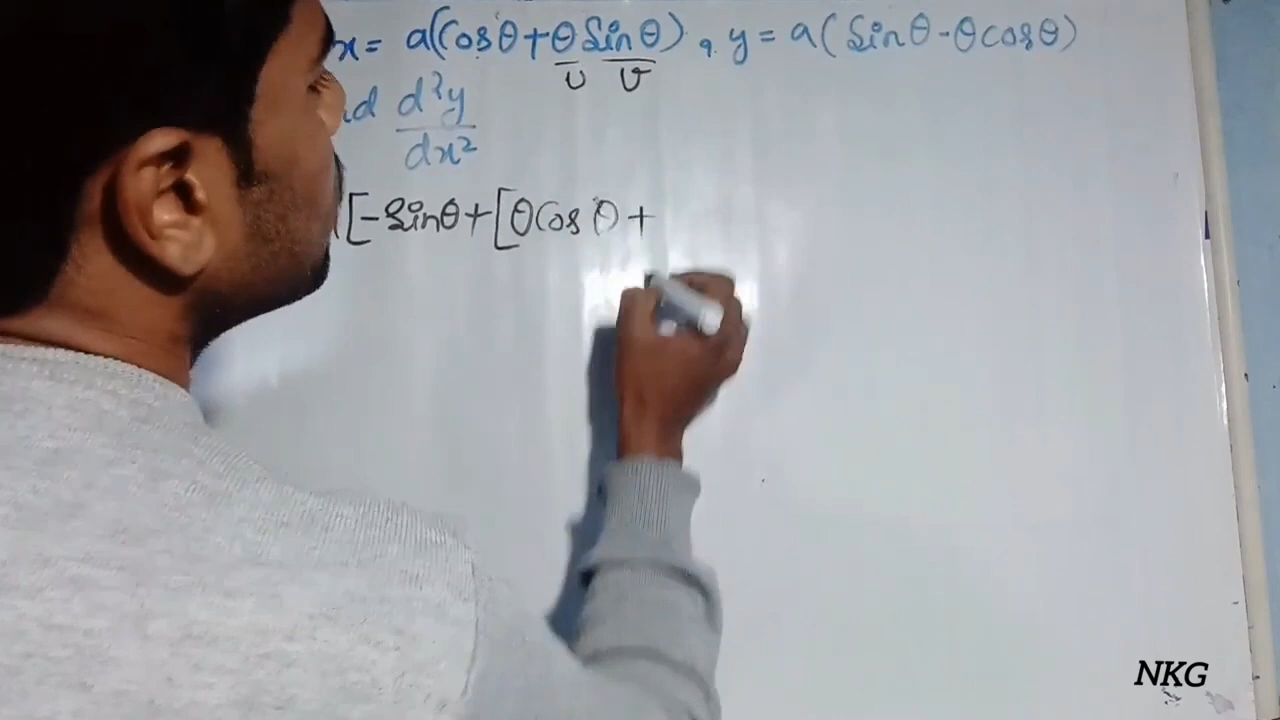 x = a(Cosθ + θ Sinθ), y = a( Sinθ - θcosθ)
U V
d²y
dx²
[-Sinθ + [θCosθ +
NKG